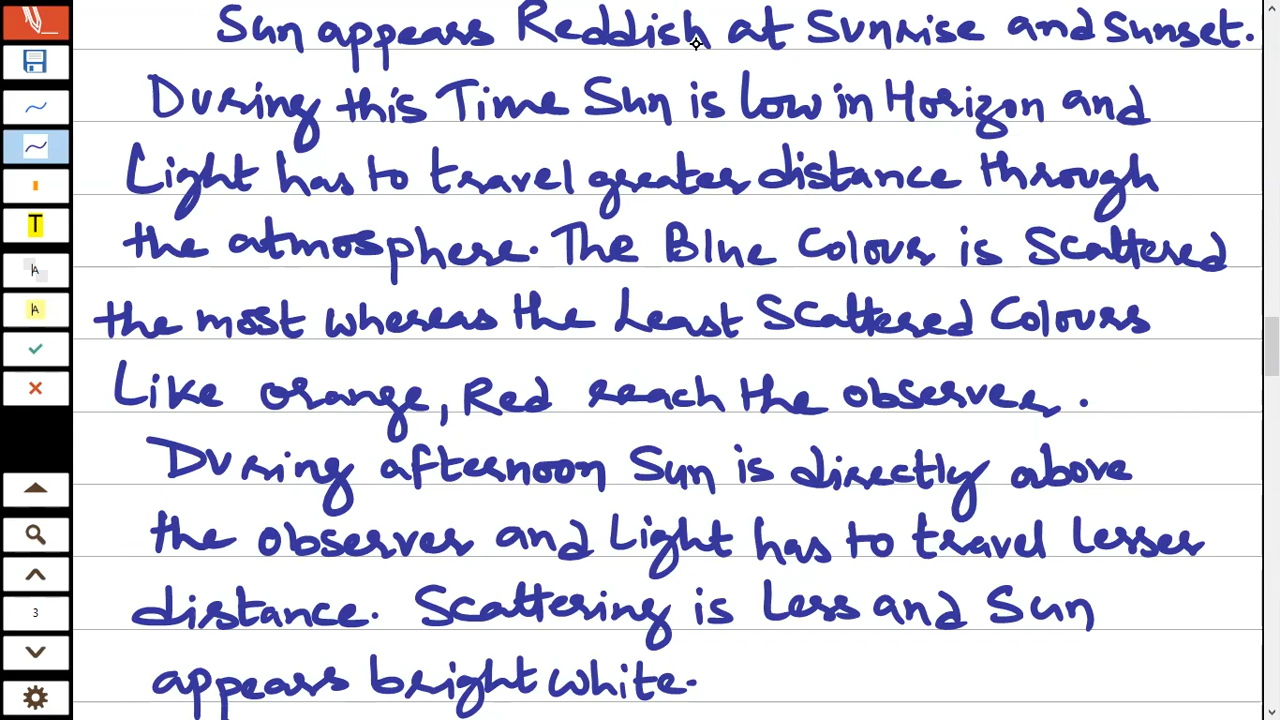 Sun appears Reddish at Sunrise and Sunset.
During this Time Sun is low in Horizon and
Light has to travel greater distance through
the atmosphere. The Blue Colour is Scattered
the most whereas the Least Scattered Colours
Like orange, Red reach the observer.
During afternoon Sun is directly above
the observer and Light has to travel lesser
distance. Scattering is Less and Sun
appears bright white.
T
A
A
3